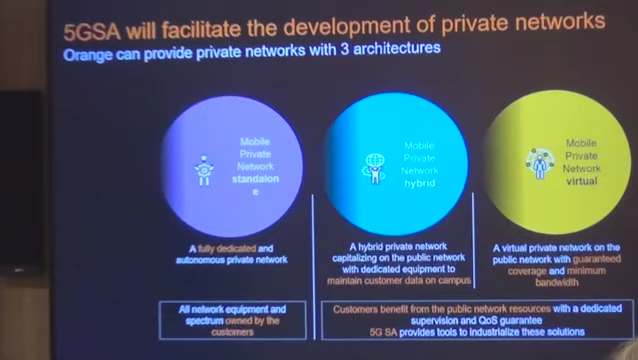 5GSA will facilitate the development of private networks
Orange can provide private networks with 3 architectures
Mobile
Private
Network
standalon
e
A fully dedicated and
autonomous private network
All network equipment and
spectrum owned by the
customers
Mobile
Private
Network
hybrid
A hybrid private network
capitalizing on the public network
with dedicated equipment to
maintain customer data on campus
Mobile
Private
Network
virtual
A virtual private network on the
public network with guaranteed
coverage and minimum
bandwidth
Customers benefit from the public network resources with a dedicated
supervision and QoS guarantee
5G SA provides tools to industrialize these solutions